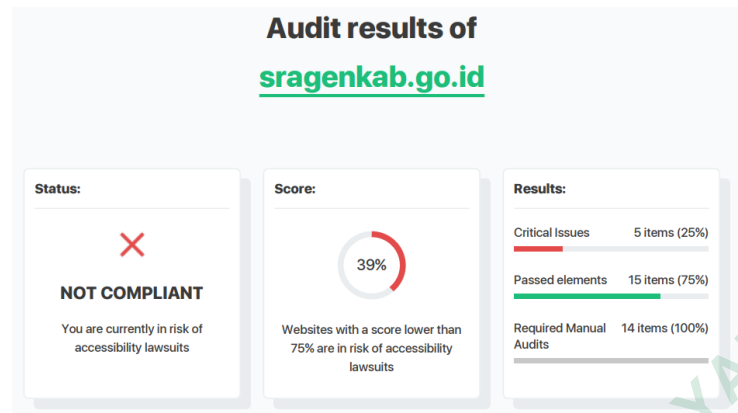 Audit results of
sragenkab.go.id
Status:
NOT COMPLIANT
You are currently in risk of
accessibility lawsuits
Score:
39%
Websites with a score lower than
75% are in risk of accessibility
lawsuits
Results:
Critical Issues 5 items (25%)
Passed elements 15 items (75%)
Required Manual 14 items (100%)
Audits